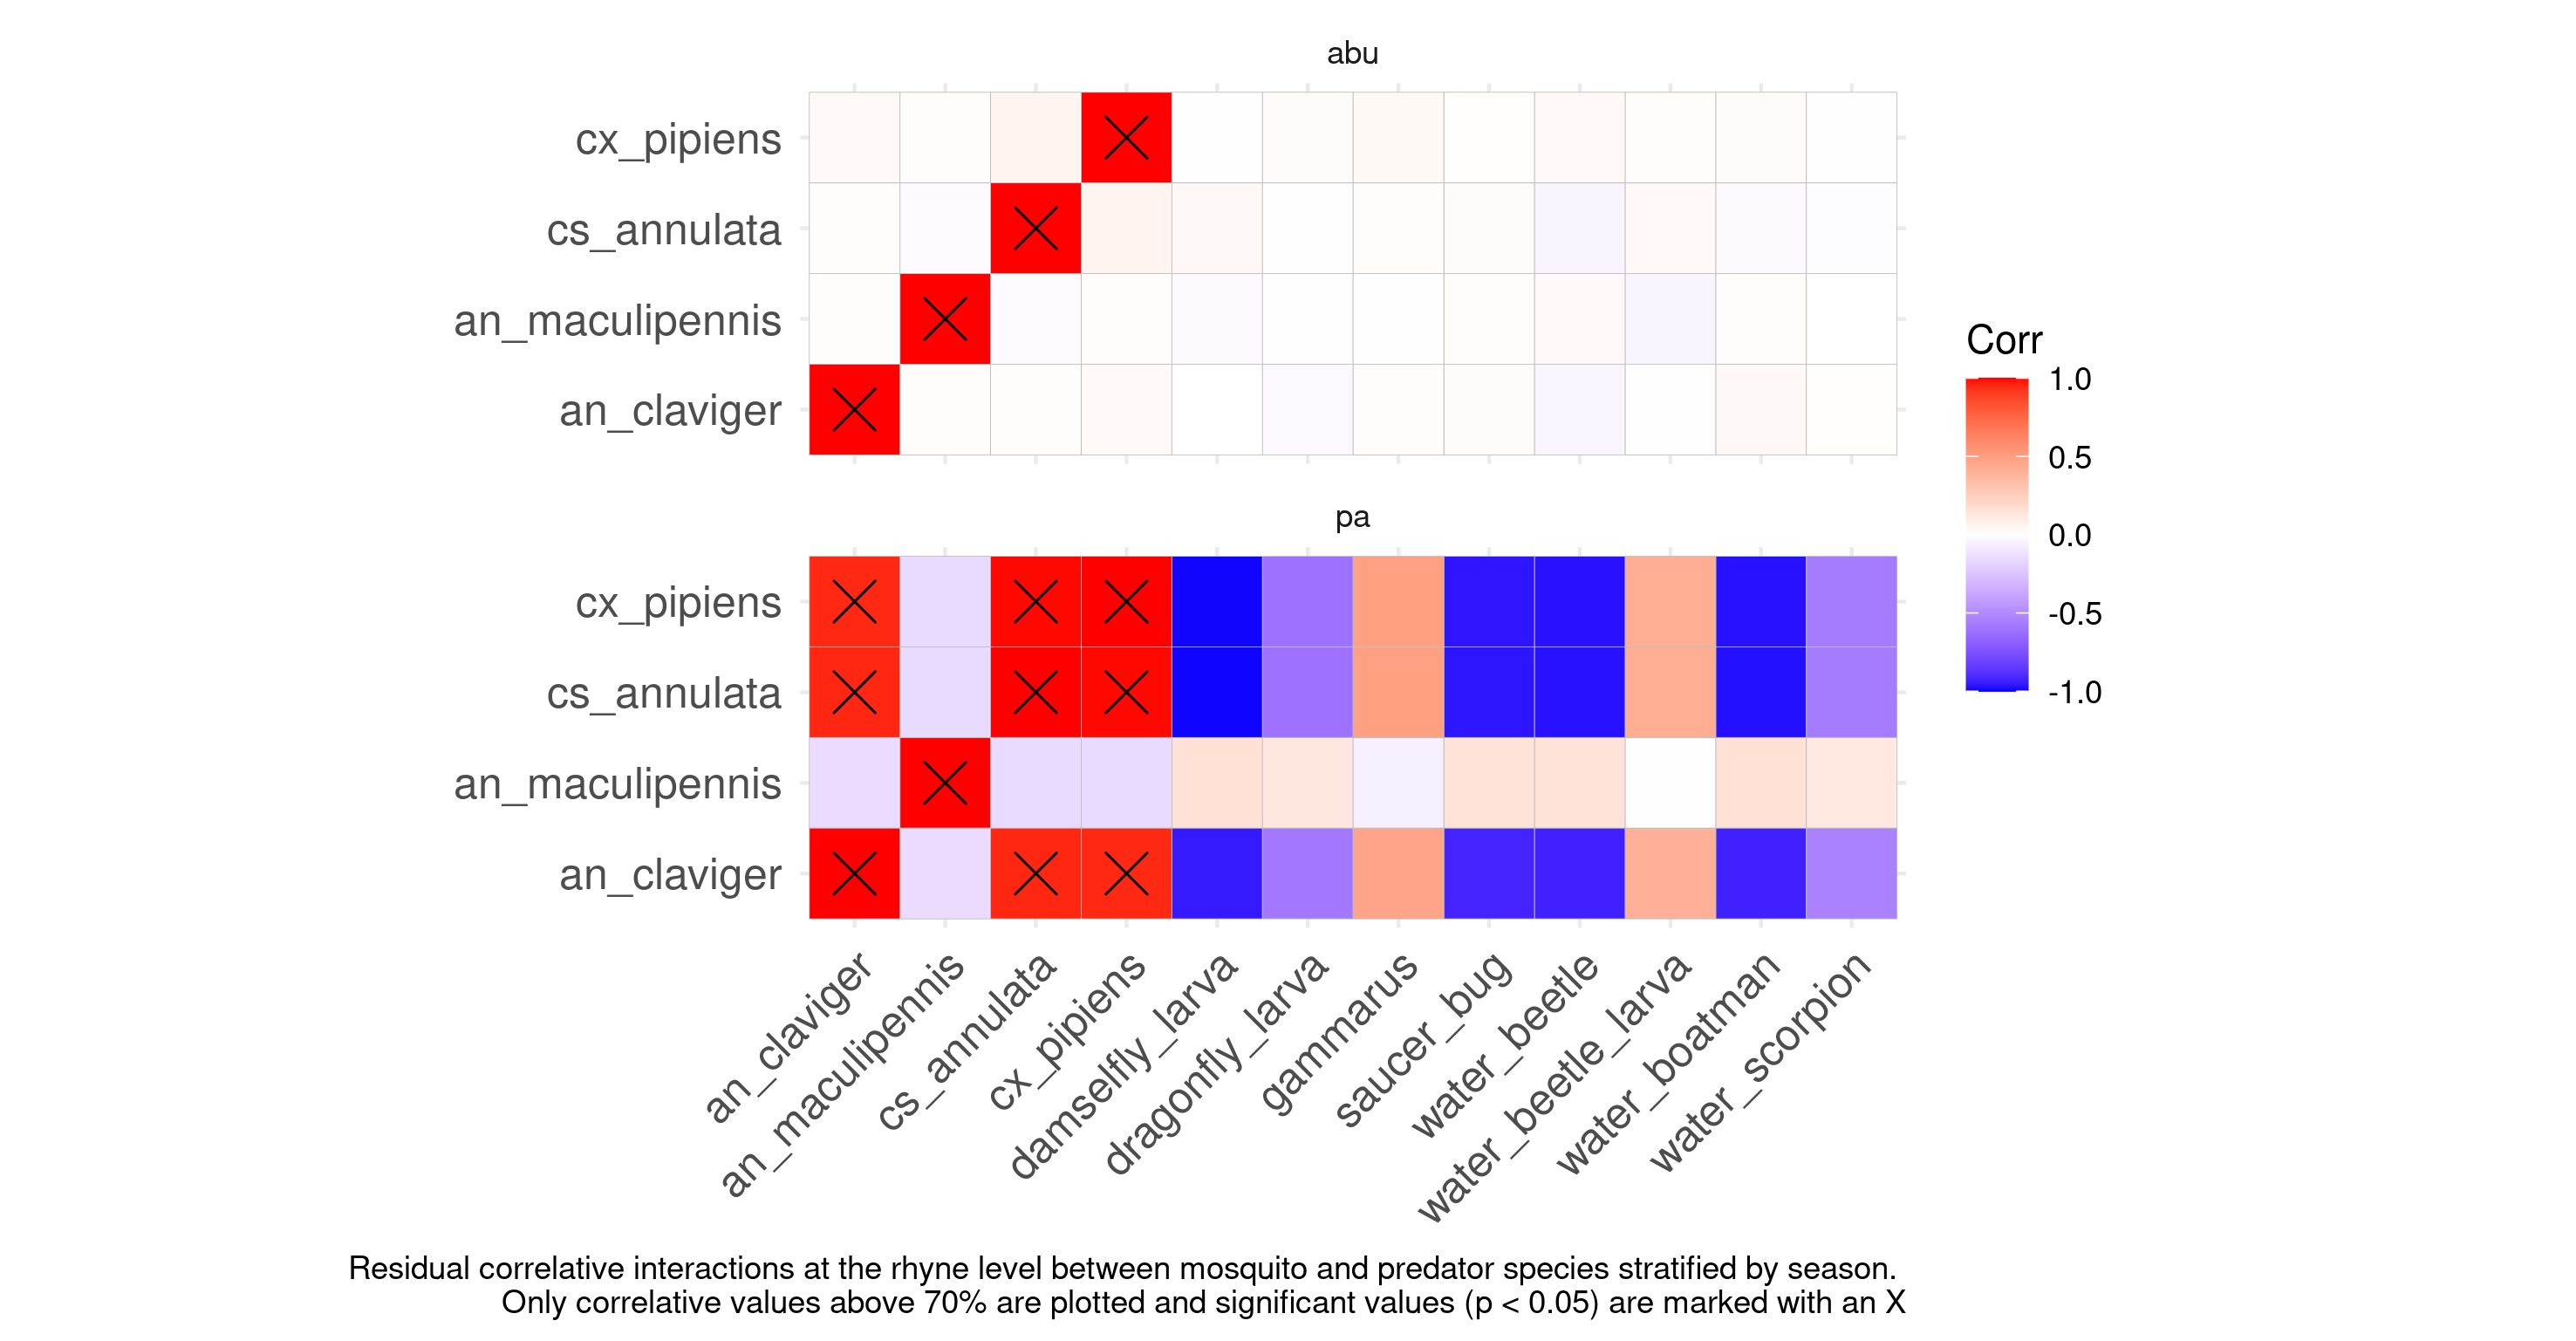 abu
cx_pipiens
cs_annulata
an_maculipennis
an_claviger
pa
cx_pipiens
cs_annulata
an_maculipennis
an_claviger
an_claviger
an_maculipennis
cs_annulata
cx_pipiens
damselfly_larva
dragonfly_larva
gammarus
saucer_bug
water_beetle
water_beetle_larva
water_boatman
water_scorpion
Corr
1.0
0.5
0.0
-0.5
-1.0
Residual correlative interactions at the rhyne level between mosquito and predator species stratified by season.
Only correlative values above 70% are plotted and significant values (p < 0.05) are marked with an X